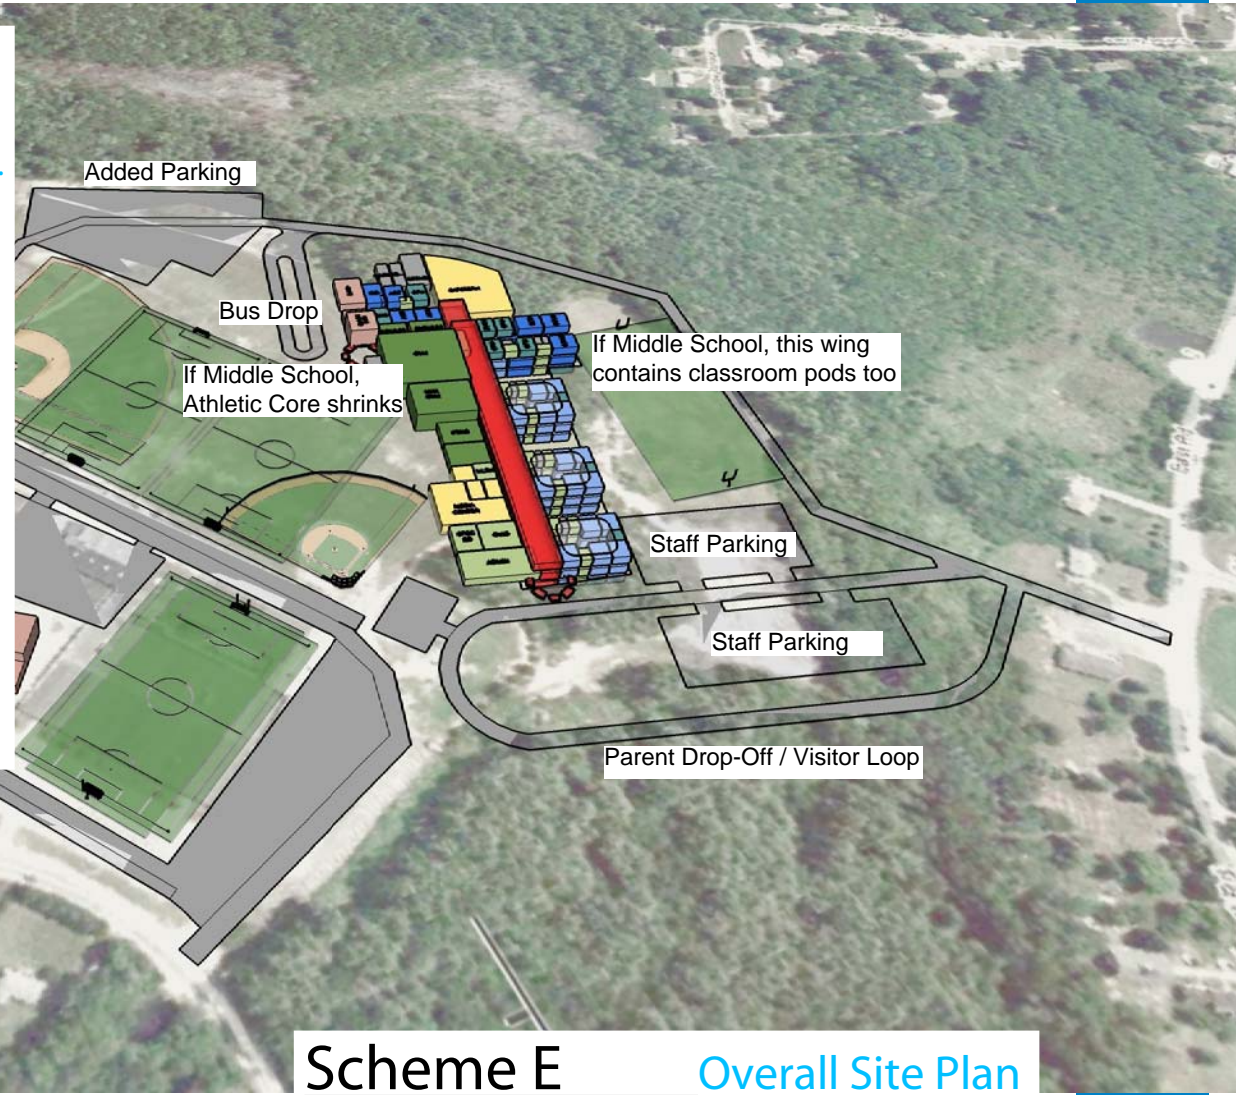 Added Parking
Bus Drop
If Middle School,
Athletic Core shrinks
If Middle School, this wing
contains classroom pods too
Staff Parking
Staff Parking
Parent Drop-Off / Visitor Loop
Scheme E
Overall Site Plan